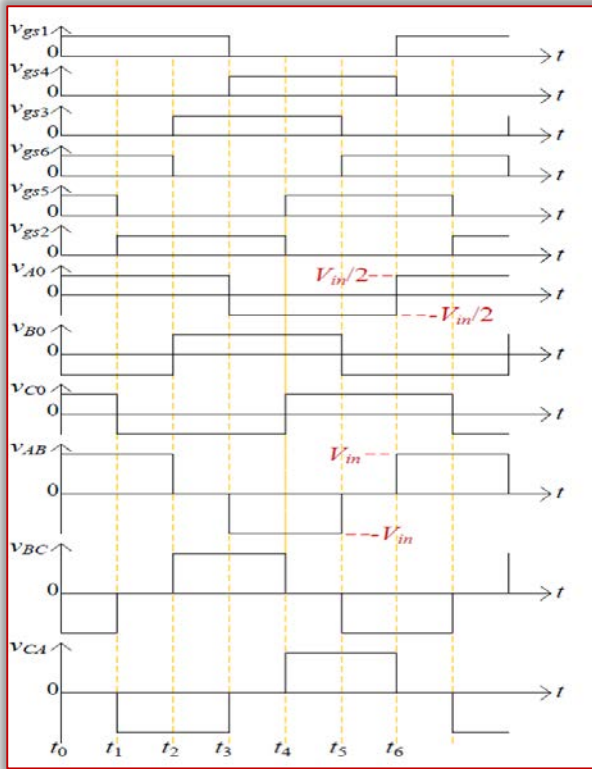 vgs1
0 t
vgs4
0 t
vgs3
0 t
vgs6
0 t
vgs5
0 t
vgs2
0 t
vA0 Vin/2
0 t
-Vin/2
vB0
0 t
vC0
0 t
vAB Vin
0 t
-Vin
vBC
0 t
vCA
0 t
t0 t1 t2 t3 t4 t5 t6